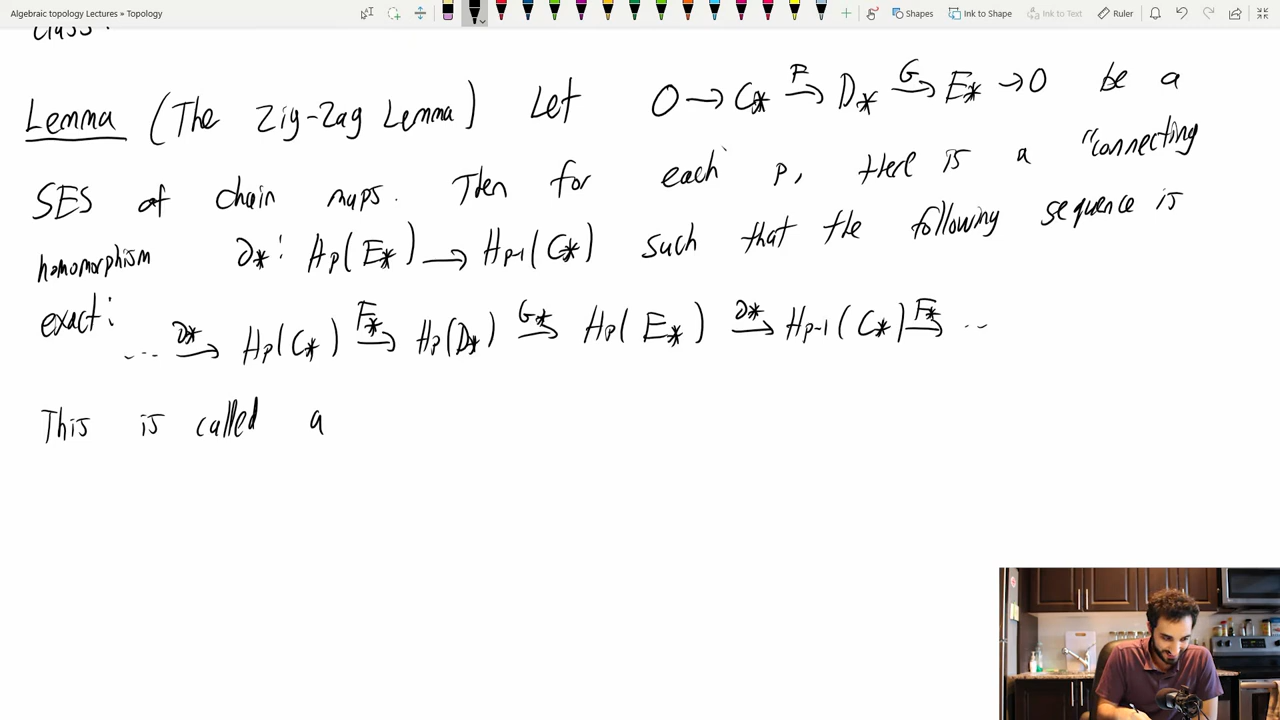 Algebraic topology Lectures » Topology
Shapes
Ink to Shape
Ink to Text
Ruler
class.
Lemma (The Zig-Zag Lemma) Let 0 → C* —F→ D* —G→ E* → 0 be a
SES of chain maps. Then for each p, there is a "connecting
homomorphism ∂*: Hp(E*) → Hp-1(C*) such that the following sequence is
exact:
... —∂*→ Hp(C*) —F*→ Hp(D*) —G*→ Hp(E*) —∂*→ Hp-1(C*) —F*→ ...
This is called a